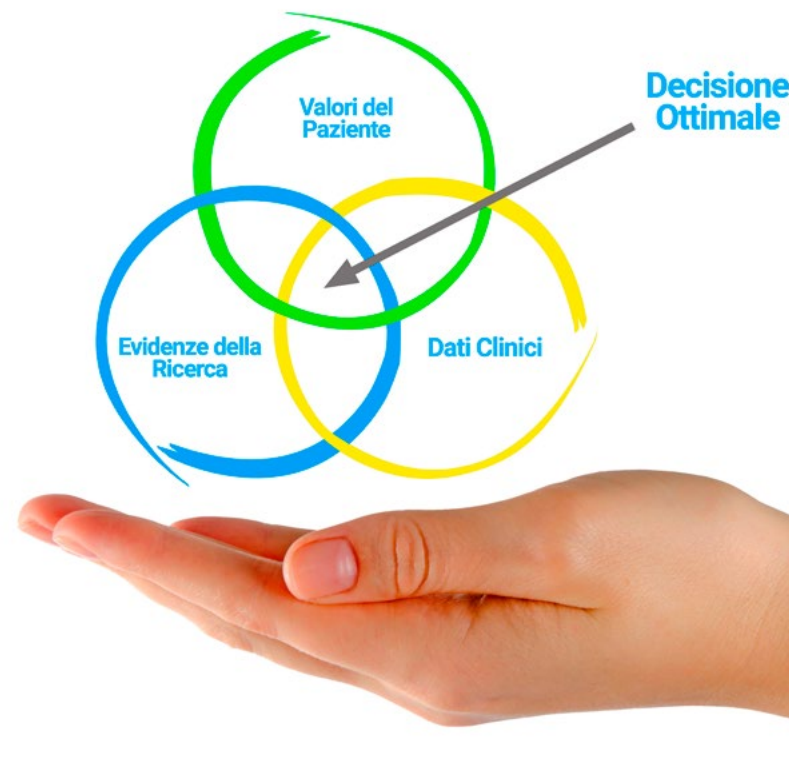 Valori del
Paziente
Decisione
Ottimale
Evidenze della
Ricerca
Dati Clinici